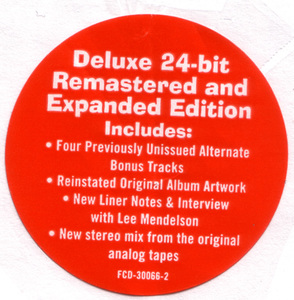 Deluxe 24-bit
Remastered and
Expanded Edition
Includes:
• Four Previously Unissued Alternate
Bonus Tracks
• Reinstated Original Album Artwork
• New Liner Notes & Interview
with Lee Mendelson
• New stereo mix from the original
analog tapes
FCD-30066-2